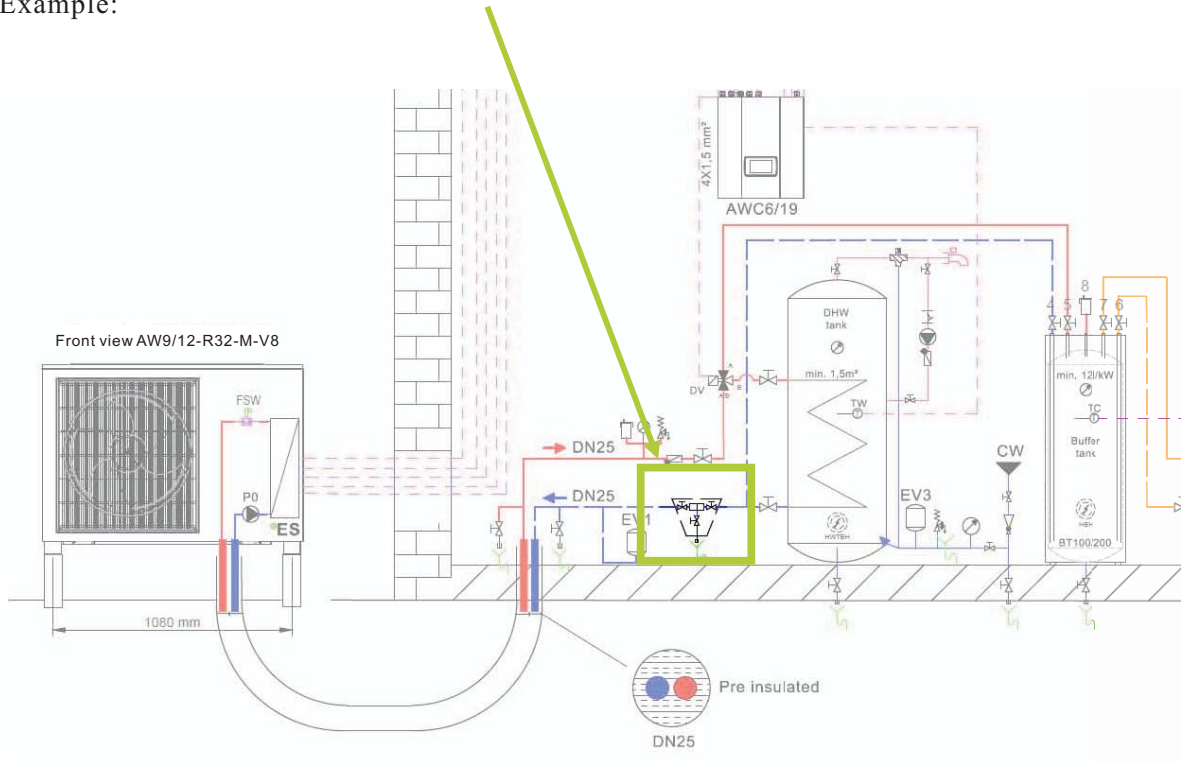 Example:
4X1,5 mm²
AWC6/19
Front view AW9/12-R32-M-V8
FSW
P0
ES
1080 mm
DN25
DN25
EV1
DV
A
B
A/B
DHW
tank
min. 1,5m²
TW
HWTBH
EV3
CW
4 5
8
7 6
min. 12l/kW
TC
Buffer
tank
HBH
BT100/200
Pre insulated
DN25